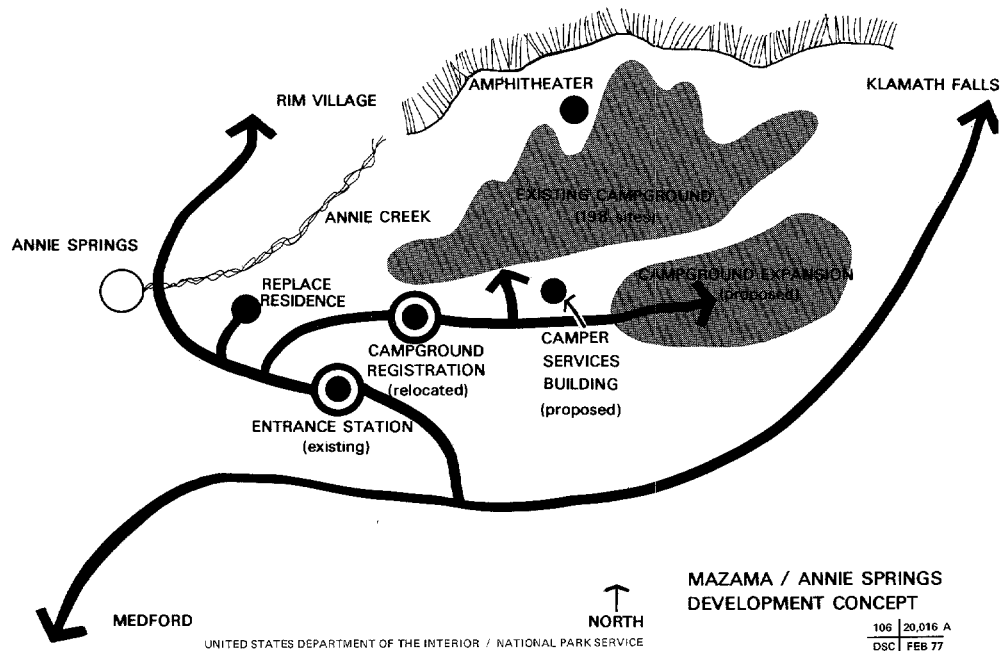 KLAMATH FALLS
AMPHITHEATER
RIM VILLAGE
EXISTING CAMPGROUND
(198 sites)
ANNIE CREEK
ANNIE SPRINGS
CAMPGROUND EXPANSION
(proposed)
REPLACE
RESIDENCE
CAMPGROUND
REGISTRATION
(relocated)
CAMPER
SERVICES
BUILDING
(proposed)
ENTRANCE STATION
(existing)
MEDFORD
NORTH
MAZAMA / ANNIE SPRINGS
DEVELOPMENT CONCEPT
106 20,016 A
DSC FEB 77
UNITED STATES DEPARTMENT OF THE INTERIOR / NATIONAL PARK SERVICE